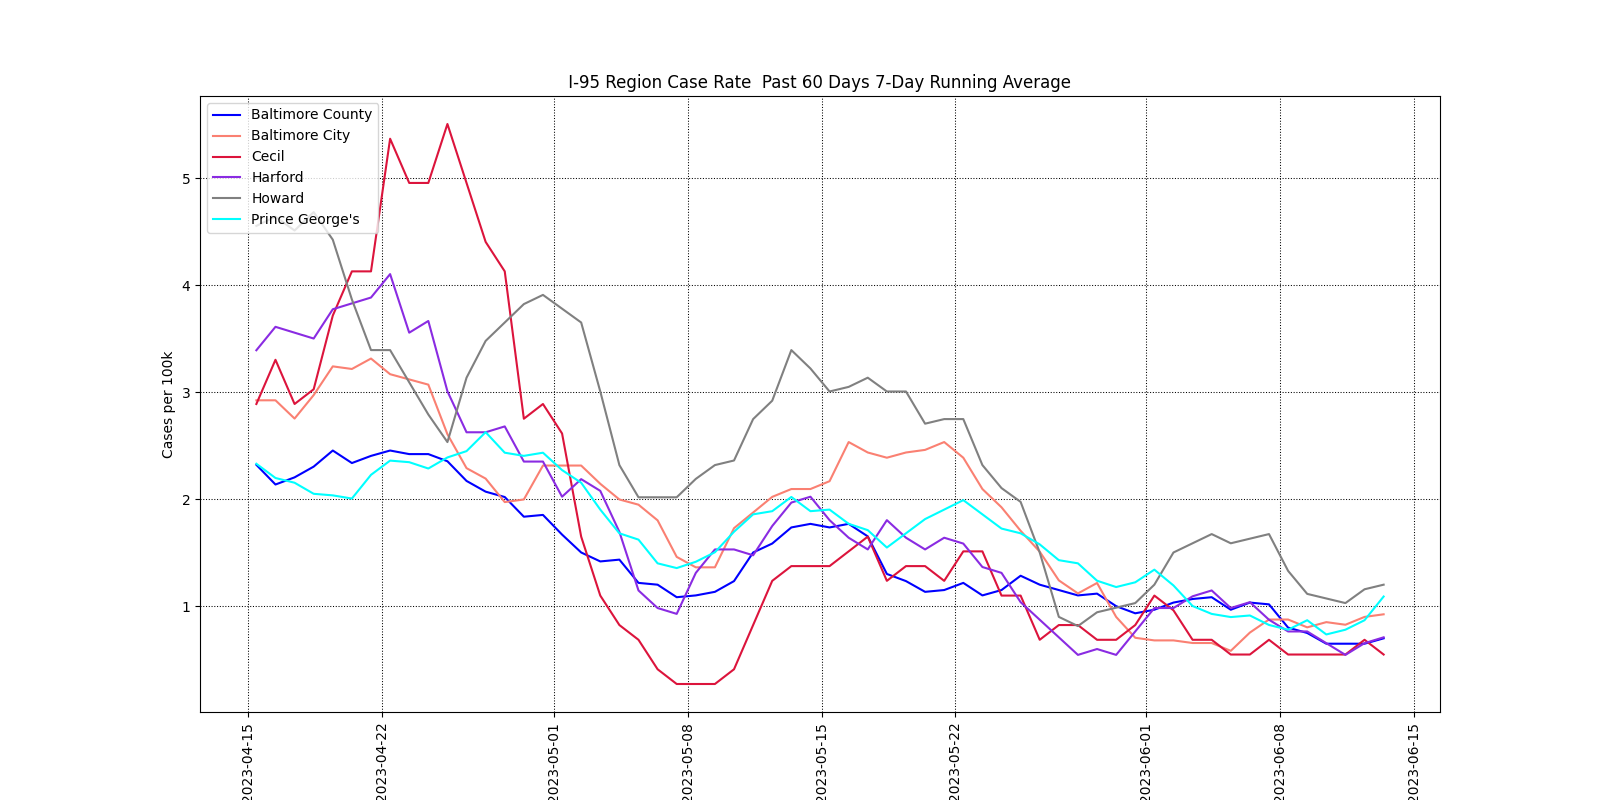 I-95 Region Case Rate  Past 60 Days 7-Day Running Average
Baltimore County
Baltimore City
Cecil
Harford
Howard
Prince George's
Cases per 100k
5
4
3
2
1
2023-04-15
2023-04-22
2023-05-01
2023-05-08
2023-05-15
2023-05-22
2023-06-01
2023-06-08
2023-06-15